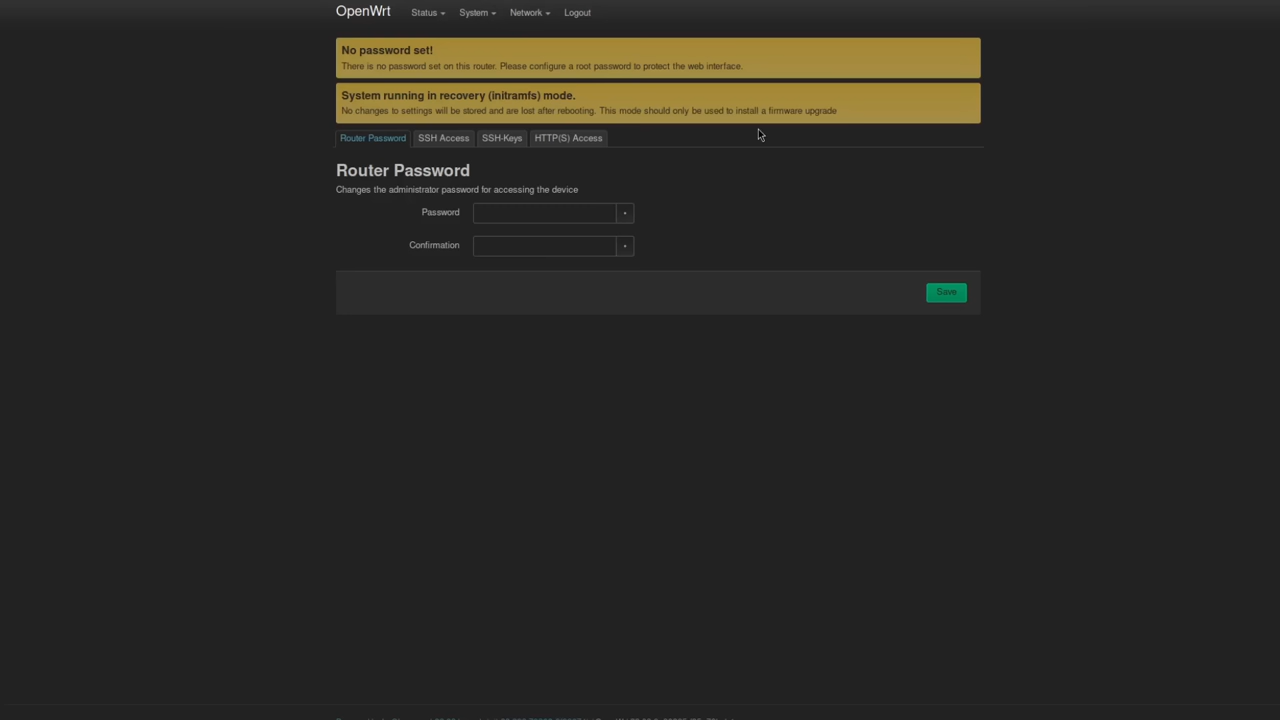 OpenWrt Status System Network Logout
No password set!
There is no password set on this router. Please configure a root password to protect the web interface.
System running in recovery (initramfs) mode.
No changes to settings will be stored and are lost after rebooting. This mode should only be used to install a firmware upgrade
Router Password SSH Access SSH-Keys HTTP(S) Access
Router Password
Changes the administrator password for accessing the device
Password
Confirmation
Save